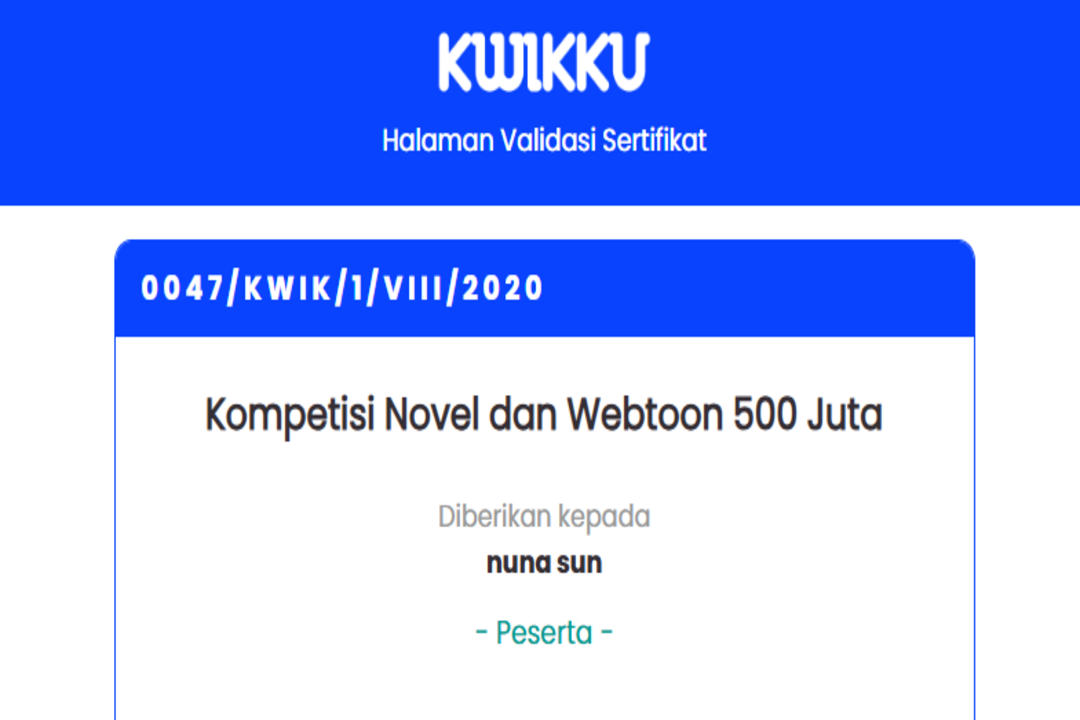 KWIKKU
Halaman Validasi Sertifikat
0047/KWIK/1/VIII/2020
Kompetisi Novel dan Webtoon 500 Juta
Diberikan kepada
nuna sun
- Peserta -